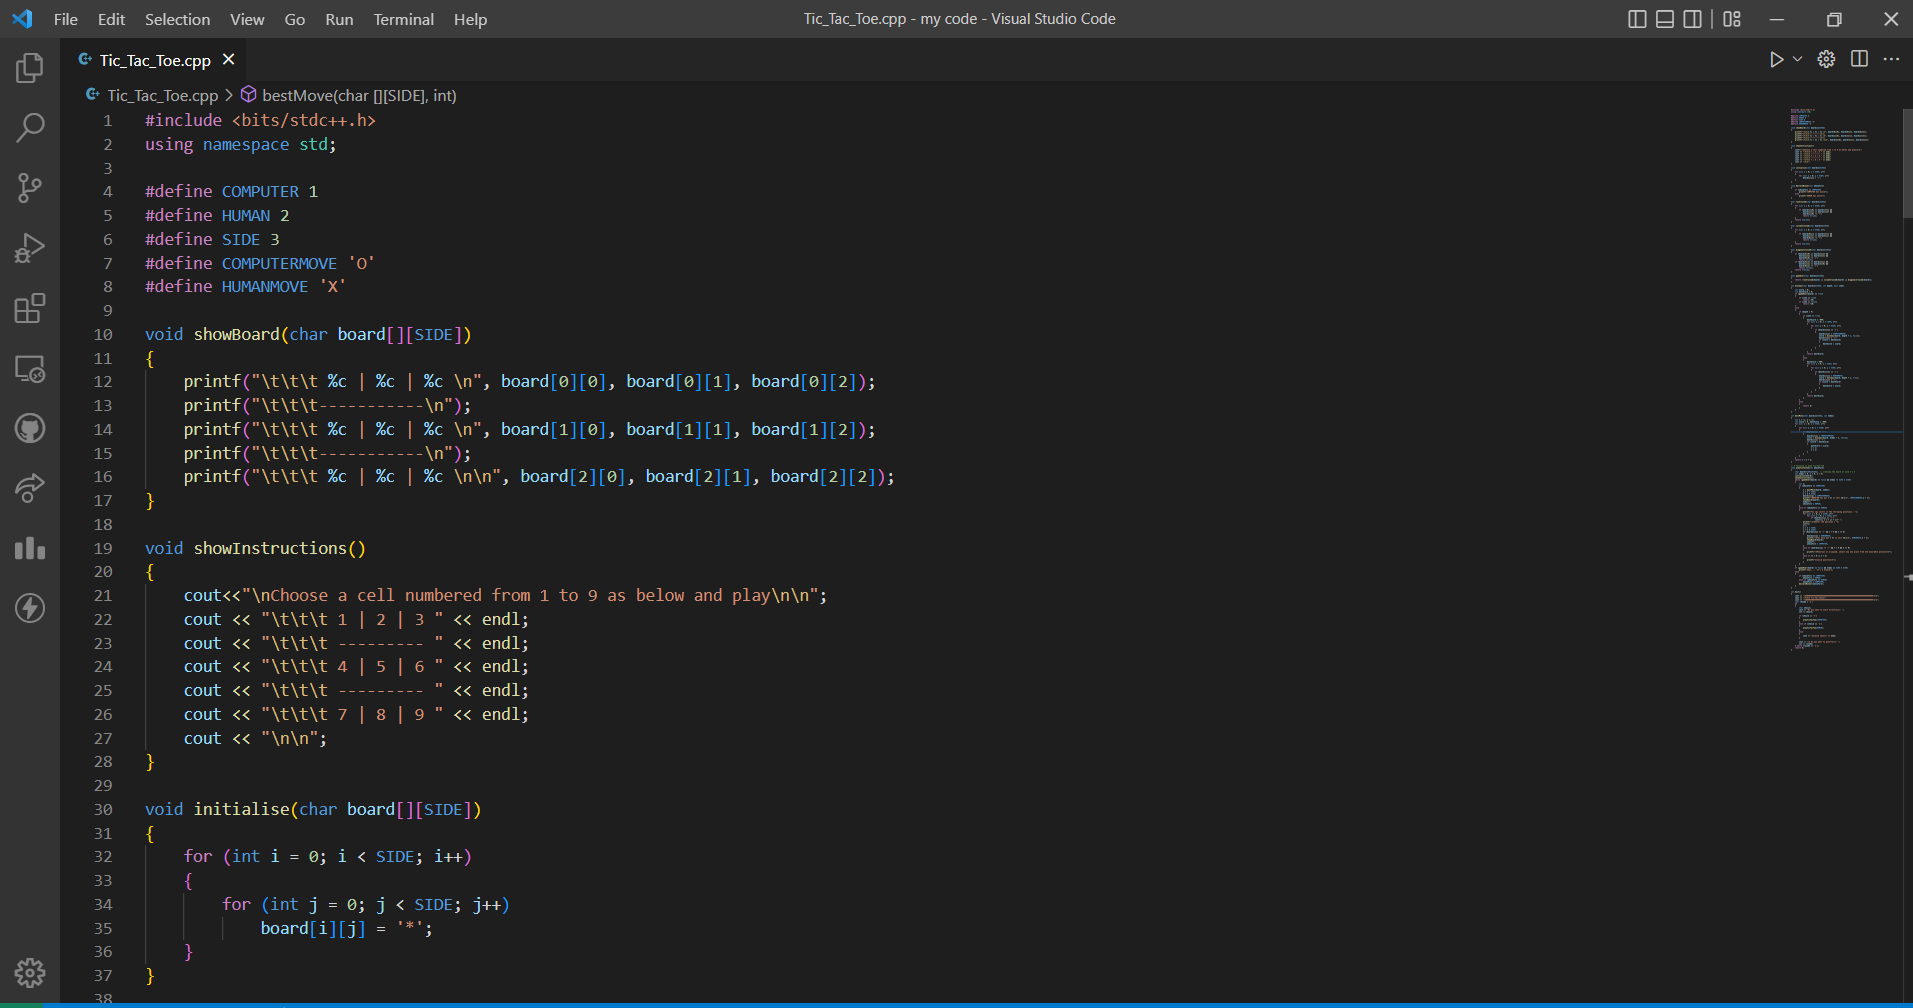 File Edit Selection View Go Run Terminal Help
Tic_Tac_Toe.cpp - my code - Visual Studio Code
Tic_Tac_Toe.cpp
Tic_Tac_Toe.cpp > bestMove(char [][SIDE], int)
1 #include <bits/stdc++.h>
2 using namespace std;
3
4 #define COMPUTER 1
5 #define HUMAN 2
6 #define SIDE 3
7 #define COMPUTERMOVE 'O'
8 #define HUMANMOVE 'X'
9
10 void showBoard(char board[][SIDE])
11 {
12     printf("\t\t\t %c | %c | %c \n", board[0][0], board[0][1], board[0][2]);
13     printf("\t\t\t-----------\n");
14     printf("\t\t\t %c | %c | %c \n", board[1][0], board[1][1], board[1][2]);
15     printf("\t\t\t-----------\n");
16     printf("\t\t\t %c | %c | %c \n\n", board[2][0], board[2][1], board[2][2]);
17 }
18
19 void showInstructions()
20 {
21     cout<<"\nChoose a cell numbered from 1 to 9 as below and play\n\n";
22     cout << "\t\t\t 1 | 2 | 3 " << endl;
23     cout << "\t\t\t --------- " << endl;
24     cout << "\t\t\t 4 | 5 | 6 " << endl;
25     cout << "\t\t\t --------- " << endl;
26     cout << "\t\t\t 7 | 8 | 9 " << endl;
27     cout << "\n\n";
28 }
29
30 void initialise(char board[][SIDE])
31 {
32     for (int i = 0; i < SIDE; i++)
33     {
34         for (int j = 0; j < SIDE; j++)
35             board[i][j] = '*';
36     }
37 }
38